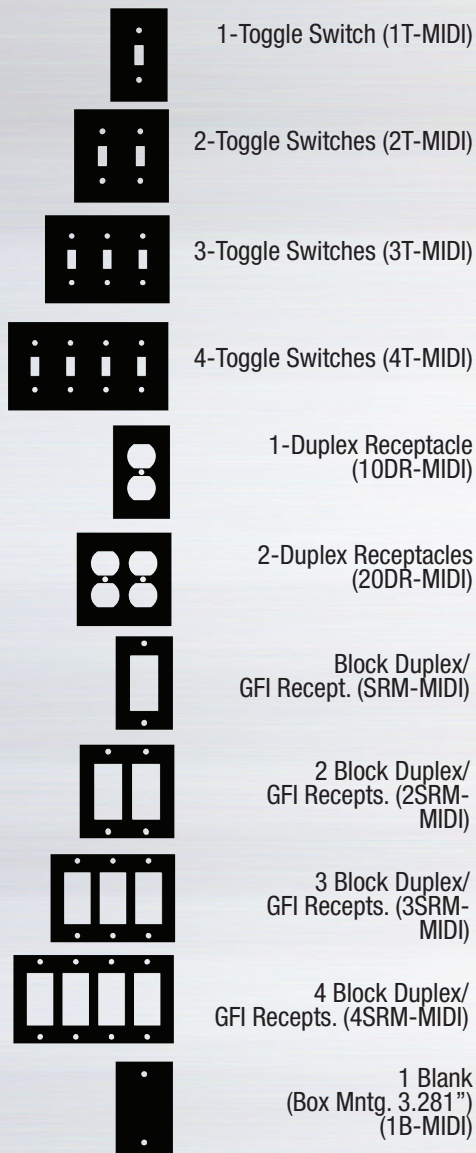 1-Toggle Switch (1T-MIDI)
2-Toggle Switches (2T-MIDI)
3-Toggle Switches (3T-MIDI)
4-Toggle Switches (4T-MIDI)
1-Duplex Receptacle
(10DR-MIDI)
2-Duplex Receptacles
(20DR-MIDI)
Block Duplex/
GFI Recept. (SRM-MIDI)
2 Block Duplex/
GFI Recepts. (2SRM-
MIDI)
3 Block Duplex/
GFI Recepts. (3SRM-
MIDI)
4 Block Duplex/
GFI Recepts. (4SRM-MIDI)
1 Blank
(Box Mntg. 3.281”)
(1B-MIDI)